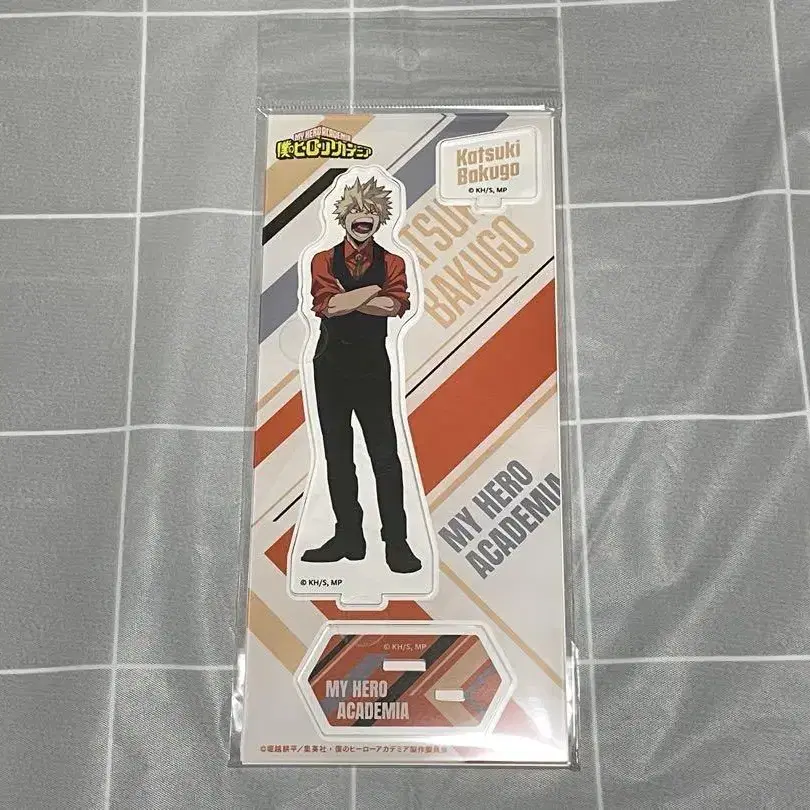 MY HERO ACADEMIA
僕のヒーローアカデミア
Katsuki
Bakugo
© KH/S, MP
BAKUGO
MY HERO
ACADEMIA
© KH/S, MP
© KH/S, MP
MY HERO
ACADEMIA
©堀越耕平/集英社・僕のヒーローアカデミア製作委員会